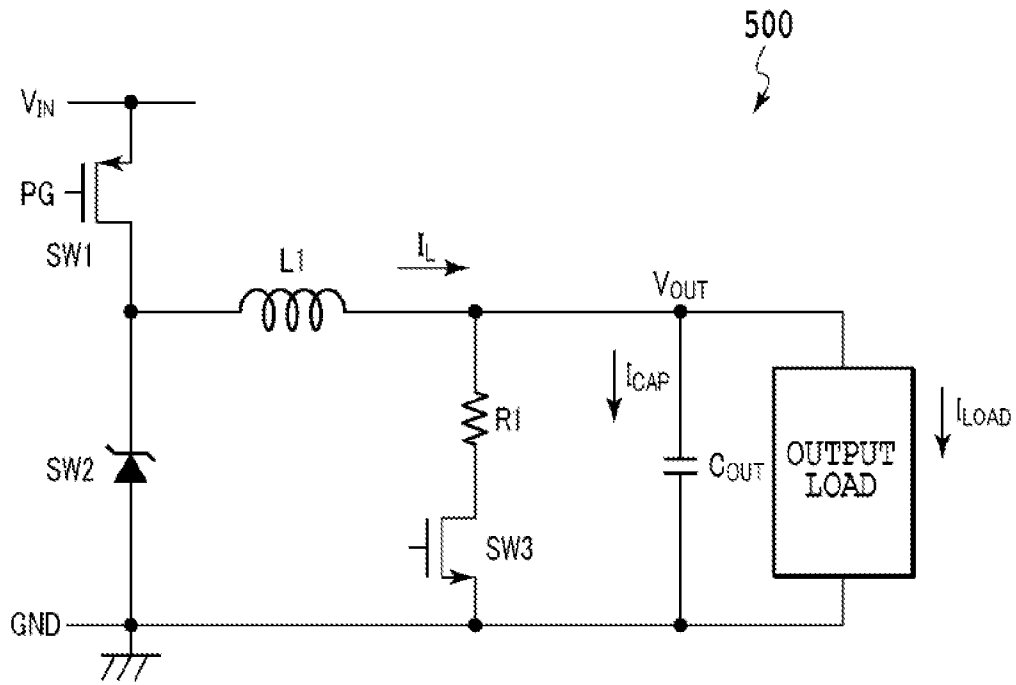 500
VIN
PG
SW1
L1
IL
VOUT
ICAP
ILOAD
R1
SW2
COUT
OUTPUT
LOAD
SW3
GND